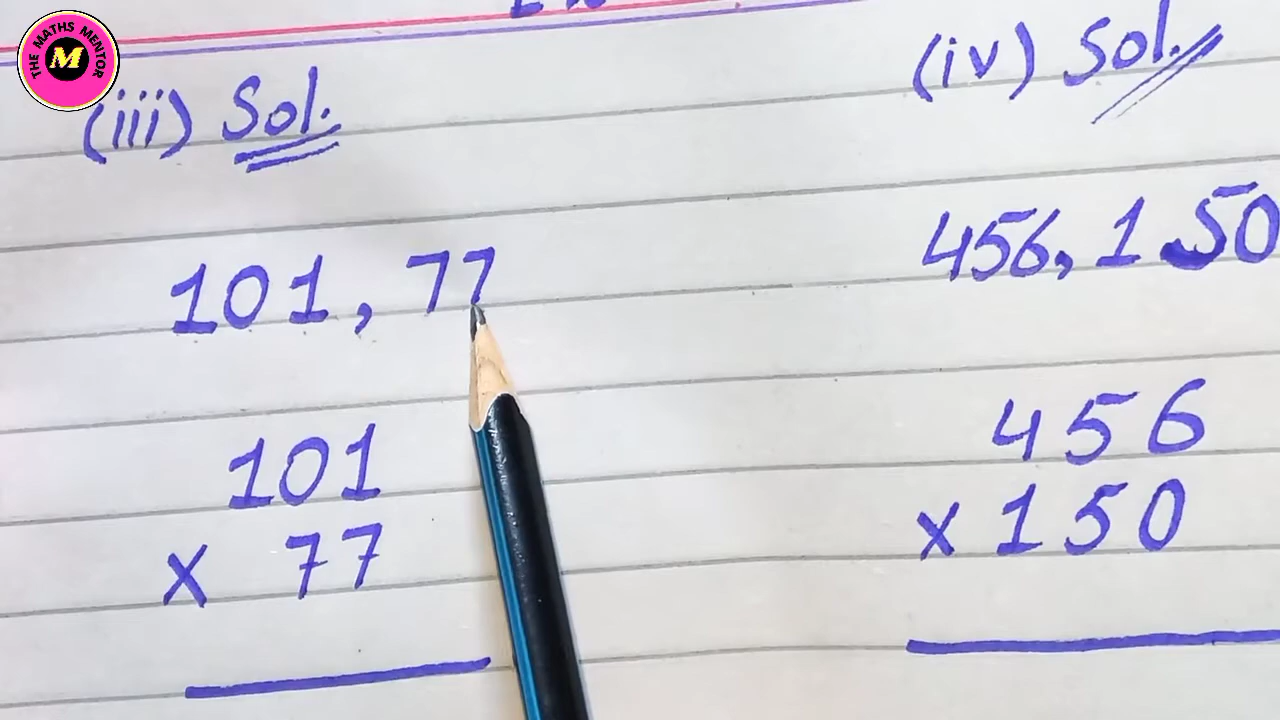 THE MATHS MENTOR
M
(iii) Sol.
101, 77
101
x 77
(iv) Sol.
456, 150
456
x 150